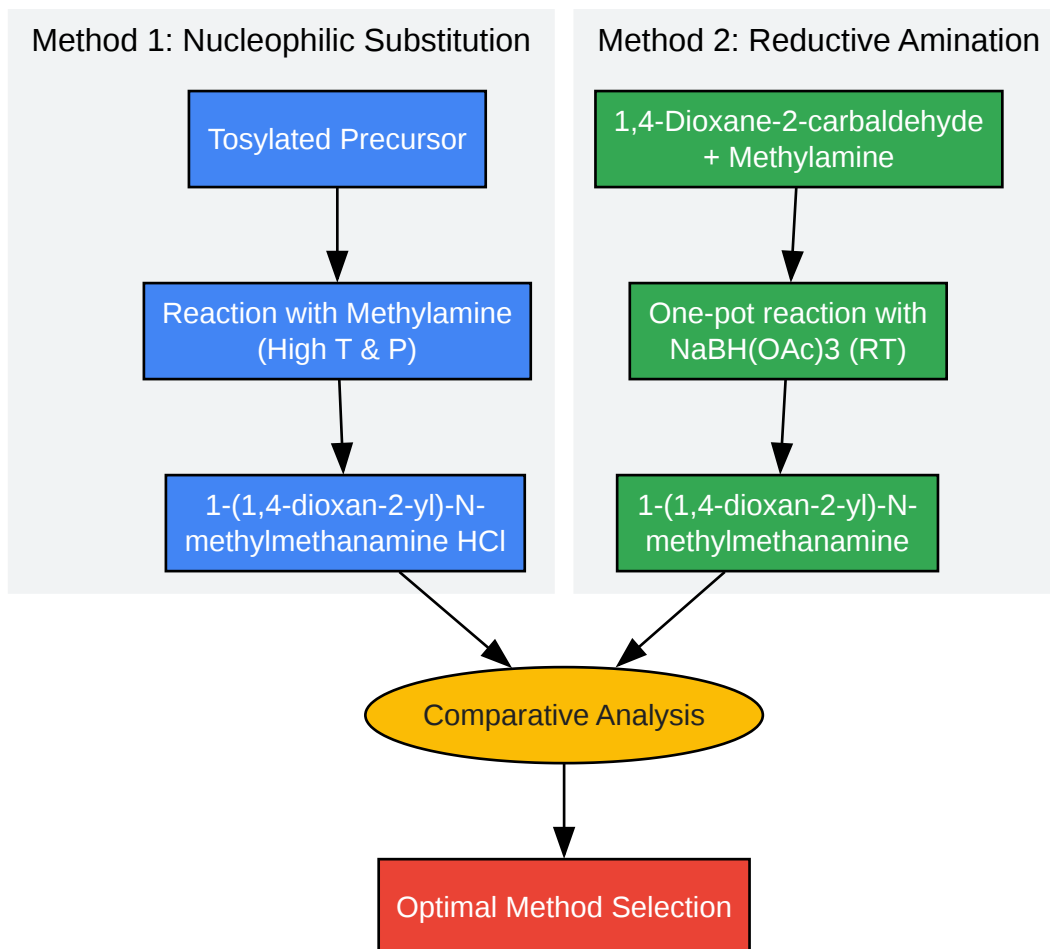 Method 1: Nucleophilic Substitution
Tosylated Precursor
Reaction with Methylamine
(High T & P)
1-(1,4-dioxan-2-yl)-N-
methylmethanamine HCl
Method 2: Reductive Amination
1,4-Dioxane-2-carbaldehyde
+ Methylamine
One-pot reaction with
NaBH(OAc)3 (RT)
1-(1,4-dioxan-2-yl)-N-
methylmethanamine
Comparative Analysis
Optimal Method Selection